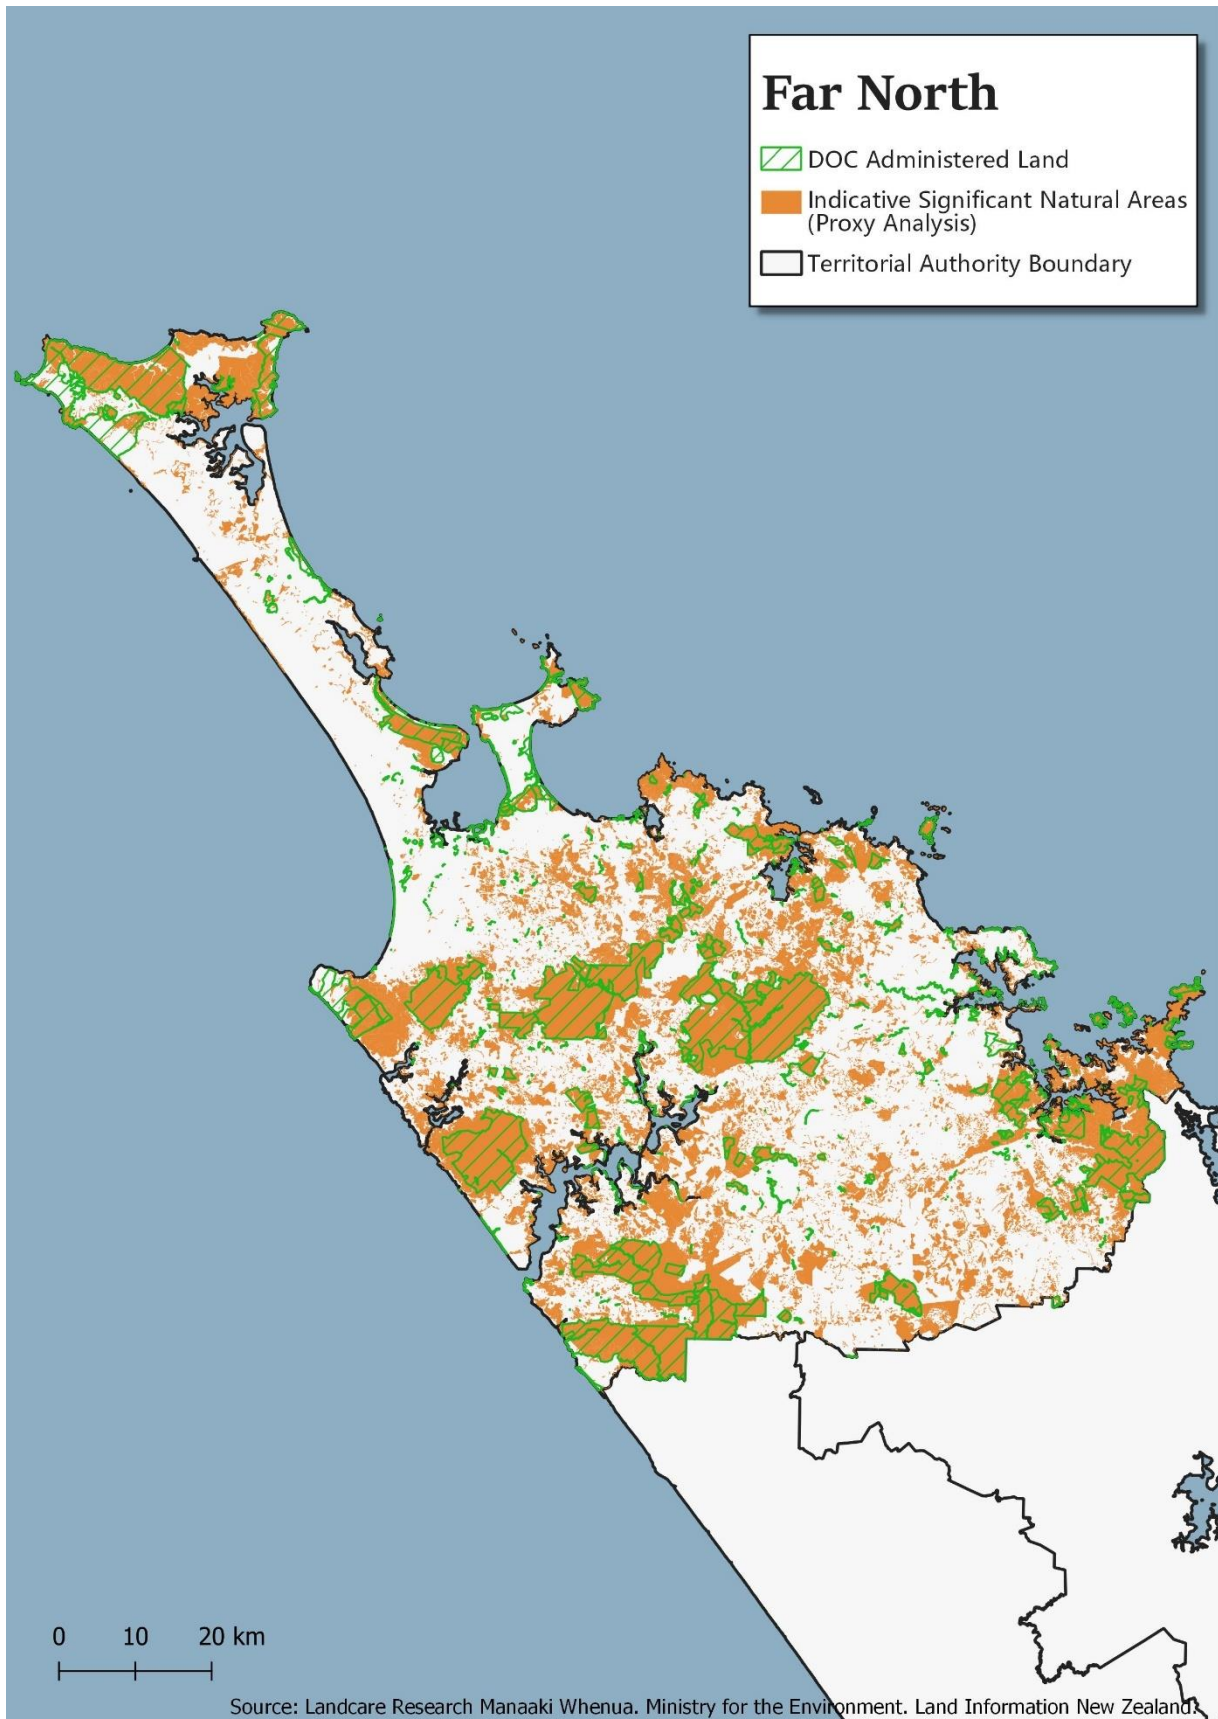 Far North
DOC Administered Land
Indicative Significant Natural Areas
(Proxy Analysis)
Territorial Authority Boundary
0 10 20 km
Source: Landcare Research Manaaki Whenua. Ministry for the Environment. Land Information New Zealand.